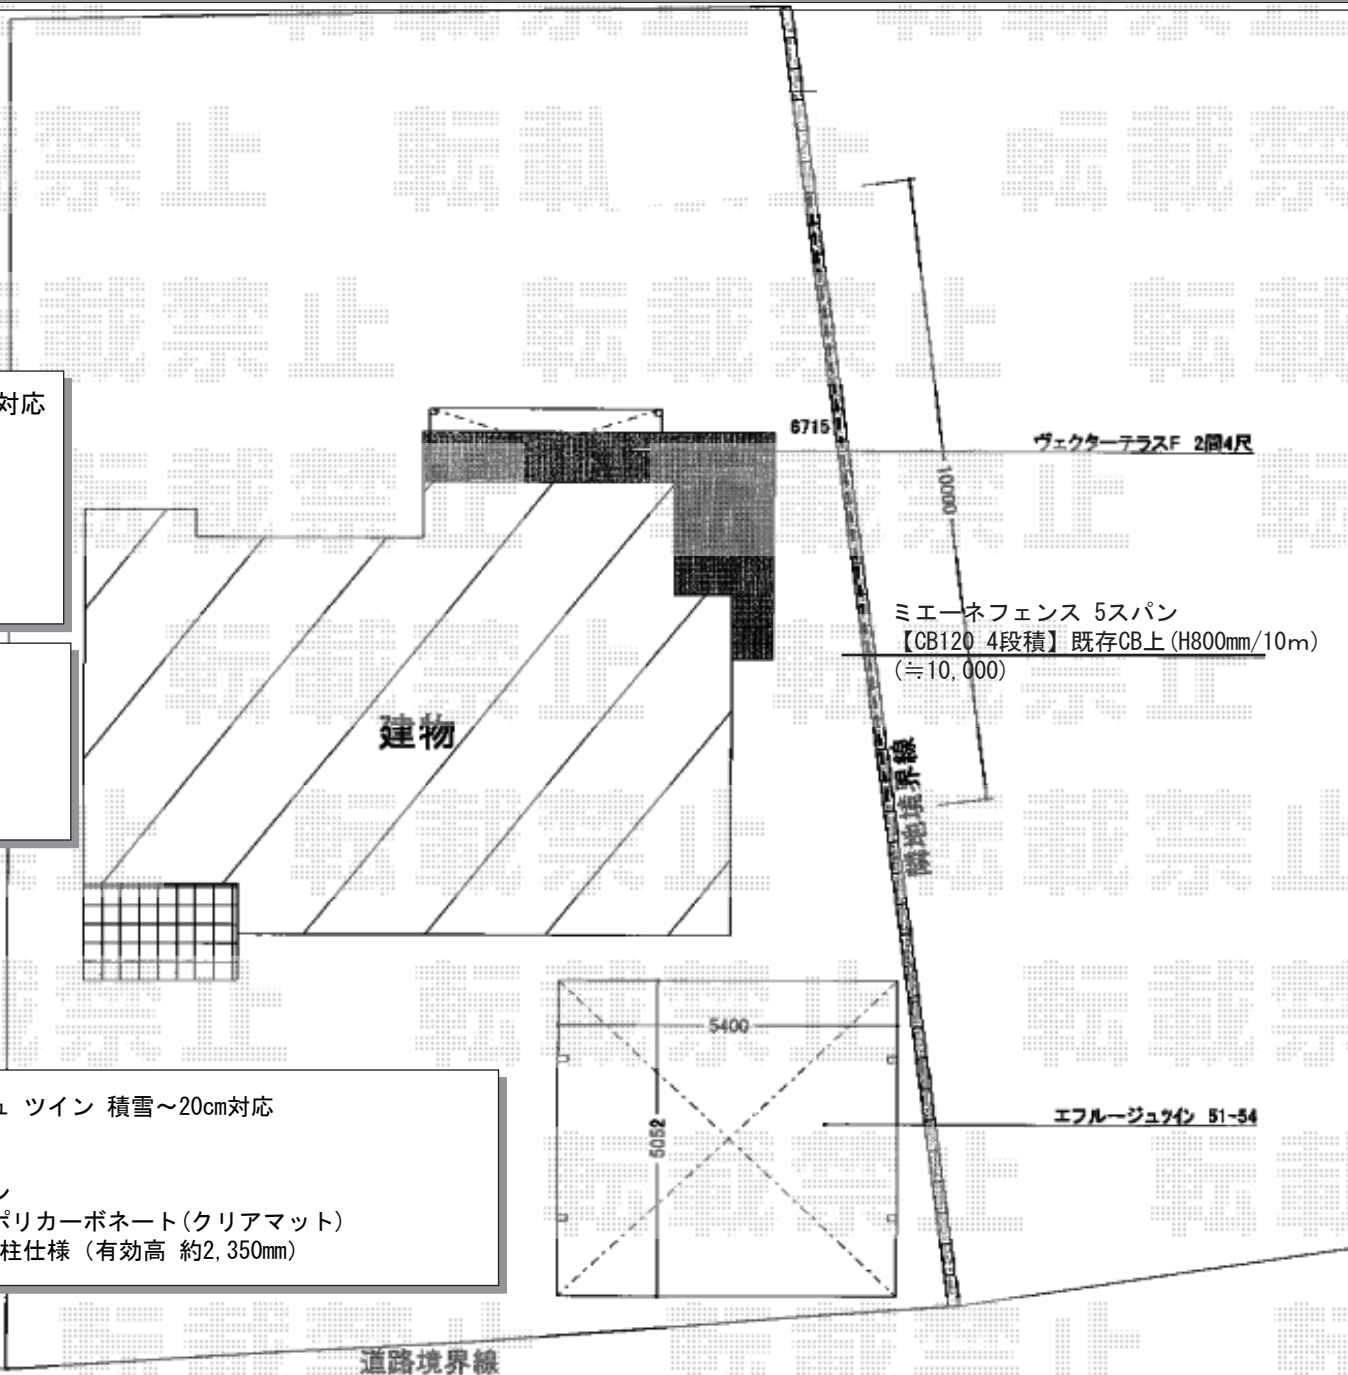 対応
6715
ヴェクターテラスF 2間4尺
10000
ミエーネフェンス 5スパン
【CB120 4段積】既存CB上(H800mm/10m)
(≒10,000)
建物
隣地境界線
5400
5052
ツイン 積雪～20cm対応
ポリカーボネート(クリアマット)
柱仕様 (有効高 約2,350mm)
エフルージュツイン 51-54
道路境界線
転載禁止